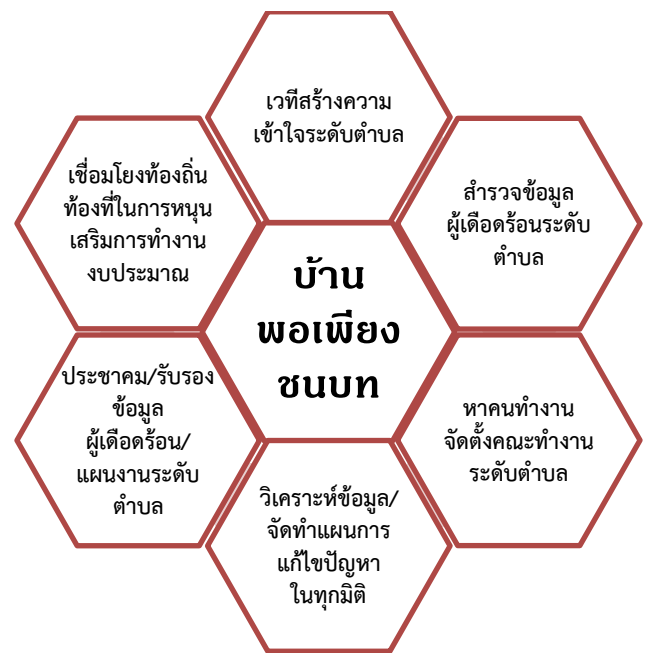 เวทีสร้างความ
เข้าใจระดับตำบล
สำรวจข้อมูล
ผู้เดือดร้อนระดับ
ตำบล
หาคนทำงาน
จัดตั้งคณะทำงาน
ระดับตำบล
วิเคราะห์ข้อมูล/
จัดทำแผนการ
แก้ไขปัญหา
ในทุกมิติ
ประชาคม/รับรอง
ข้อมูล
ผู้เดือดร้อน/
แผนงานระดับ
ตำบล
เชื่อมโยงท้องถิ่น
ท้องที่ในการหนุน
เสริมการทำงาน
งบประมาณ
บ้าน
พอเพียง
ชนบท